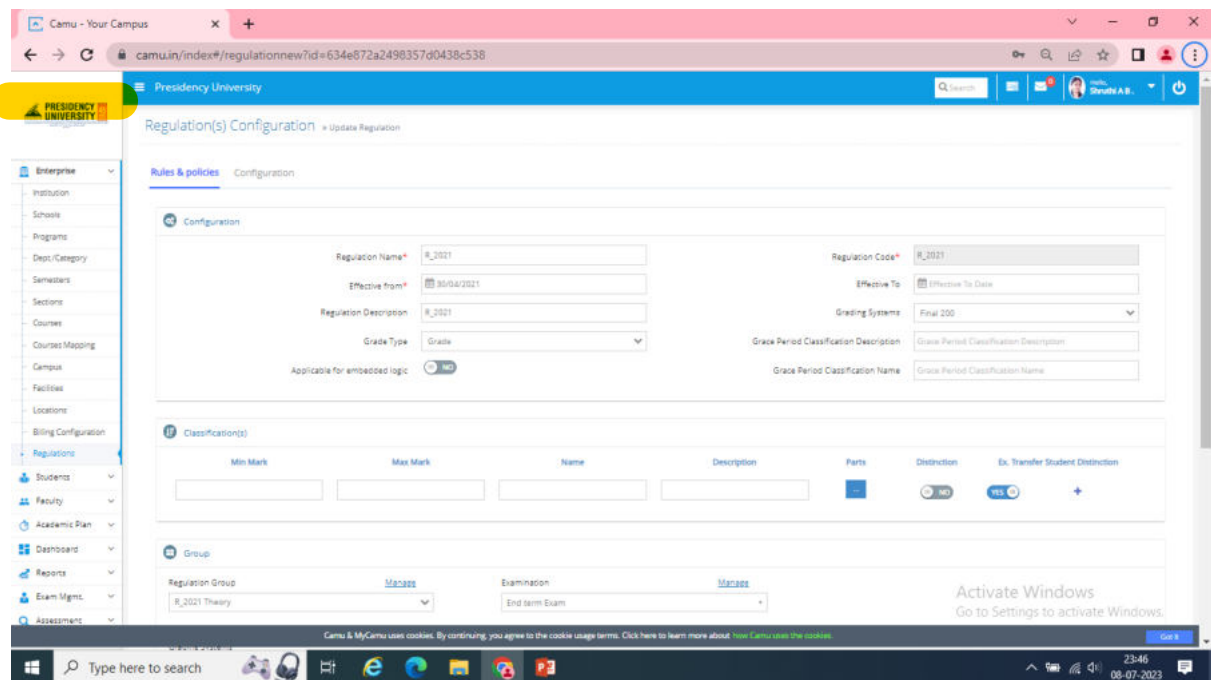 Camu - Your Campus
camu.in/index#/regulationnew?id=634e872a2498357d0438c538
PRESIDENCY
UNIVERSITY
Presidency University
Search
Hello,
Shruthi A B .
Regulation(s) Configuration » Update Regulation
Rules & policies Configuration
Enterprise
Institution
Schools
Programs
Dept/Category
Semesters
Sections
Courses
Courses Mapping
Campus
Facilities
Locations
Billing Configuration
Regulations
Students
Faculty
Academic Plan
Dashboard
Reports
Exam Mgmt.
Assessment
Configuration
Regulation Name* R_2021 Regulation Code* R_2021
Effective from* 30/04/2021 Effective To Effective To Date
Regulation Description R_2021 Grading Systems Final 200
Grade Type Grade Grace Period Classification Description Grace Period Classification Description
Applicable for embedded logic NO Grace Period Classification Name Grace Period Classification Name
Classification(s)
Min Mark Max Mark Name Description Parts Distinction Ex. Transfer Student Distinction
... NO YES +
Group
Regulation Group Manage Examination Manage
R_2021 Theory End term Exam
Activate Windows
Go to Settings to activate Windows.
Camu & MyCamu uses cookies. By continuing, you agree to the cookie usage terms. Click here to learn more about how Camu uses the cookies. Got it
Type here to search
23:46
08-07-2023